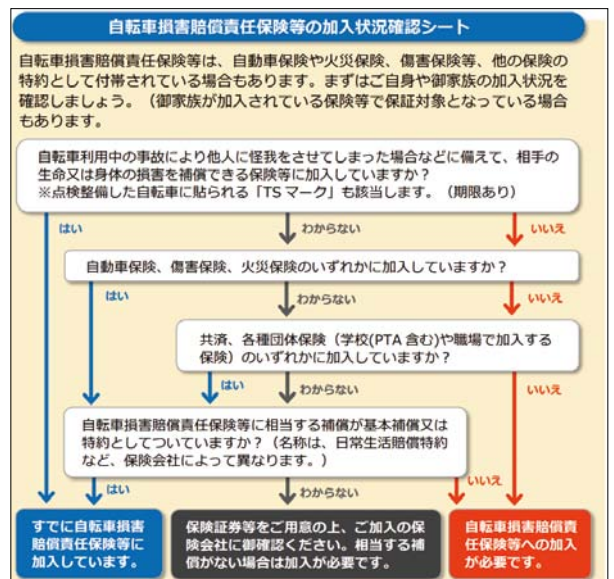 自転車損害賠償責任保険等の加入状況確認シート
自転車損害賠償責任保険等は、自動車保険や火災保険、傷害保険等、他の保険の
特約として付帯されている場合もあります。まずはご自身や御家族の加入状況を
確認しましょう。（御家族が加入されている保険等で保証対象となっている場合
もあります。
自転車利用中の事故により他人に怪我をさせてしまった場合などに備えて、相手の
生命又は身体の損害を補償できる保険等に加入していますか？
※点検整備した自転車に貼られる「TSマーク」も該当します。（期限あり）
はい
わからない
いいえ
自動車保険、傷害保険、火災保険のいずれかに加入していますか？
はい
わからない
いいえ
共済、各種団体保険（学校(PTA含む)や職場で加入する
保険）のいずれかに加入していますか？
はい
わからない
いいえ
自転車損害賠償責任保険等に相当する補償が基本補償又は
特約としてついていますか？（名称は、日常生活賠償特約
など、保険会社によって異なります。）
はい
わからない
いいえ
すでに自転車損害
賠償責任保険等に
加入しています。
保険証券等をご用意の上、ご加入の保
険会社に御確認ください。相当する補
償がない場合は加入が必要です。
自転車損害賠償責
任保険等への加入
が必要です。